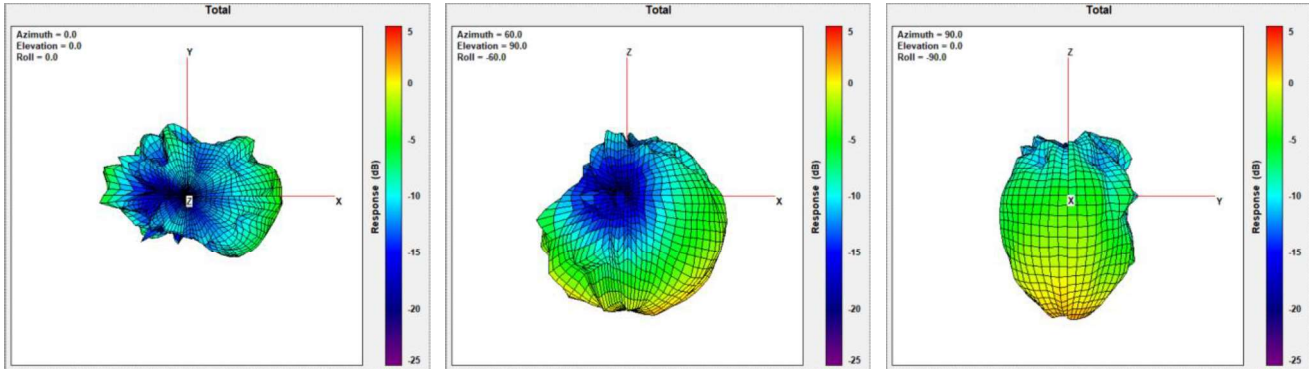 Total
Azimuth = 0.0
Elevation = 0.0
Roll = 0.0
Y
X
Z
5
0
-5
-10
-15
-20
-25
Response (dB)
Total
Azimuth = 60.0
Elevation = 90.0
Roll = -60.0
Z
X
5
0
-5
-10
-15
-20
-25
Response (dB)
Total
Azimuth = 90.0
Elevation = 0.0
Roll = -90.0
Z
X
Y
5
0
-5
-10
-15
-20
-25
Response (dB)